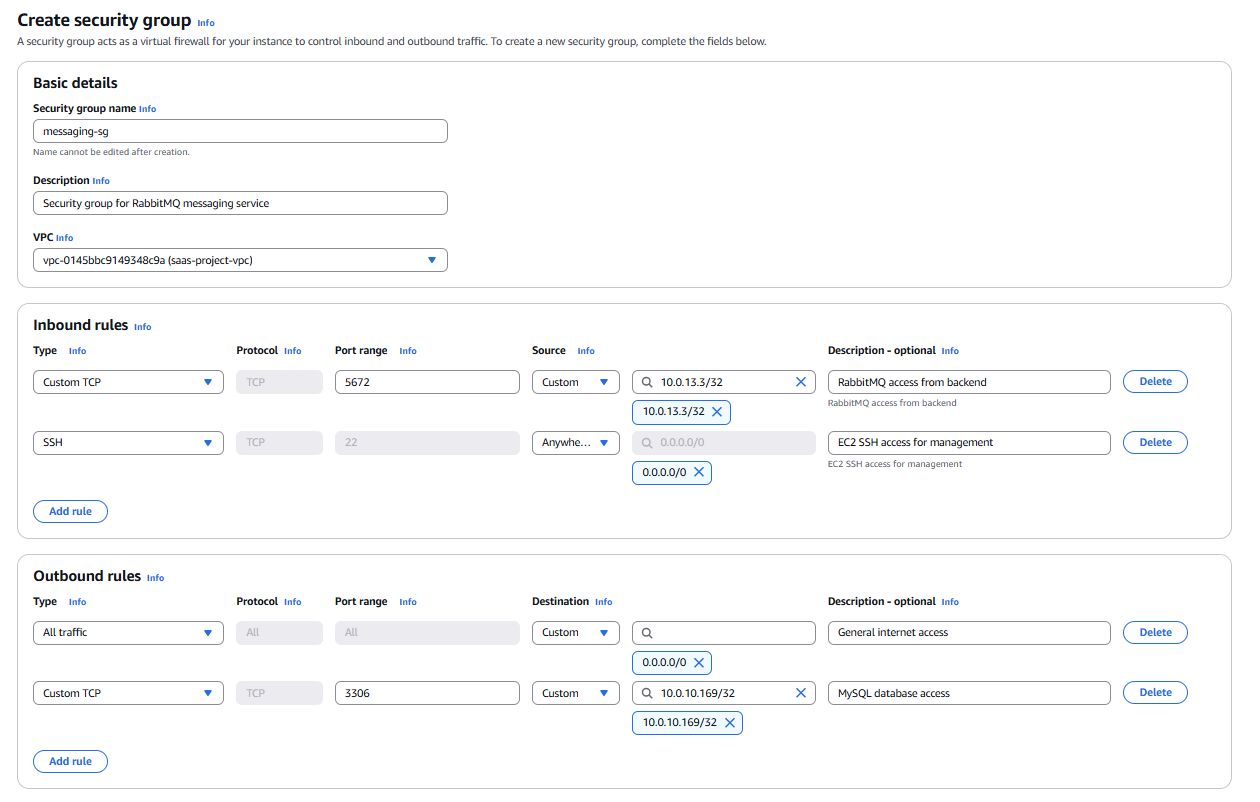 Create security group Info
A security group acts as a virtual firewall for your instance to control inbound and outbound traffic. To create a new security group, complete the fields below.
Basic details
Security group name Info
messaging-sg
Name cannot be edited after creation.
Description Info
Security group for RabbitMQ messaging service
VPC Info
vpc-0145bbc9149348c9a (saas-project-vpc)
Inbound rules Info
Type Info Protocol Info Port range Info Source Info Description - optional Info
Custom TCP TCP 5672 Custom 10.0.13.3/32 RabbitMQ access from backend Delete
10.0.13.3/32 RabbitMQ access from backend
SSH TCP 22 Anywhe... 0.0.0.0/0 EC2 SSH access for management Delete
0.0.0.0/0 EC2 SSH access for management
Add rule
Outbound rules Info
Type Info Protocol Info Port range Info Destination Info Description - optional Info
All traffic All All Custom General internet access Delete
0.0.0.0/0
Custom TCP TCP 3306 Custom 10.0.10.169/32 MySQL database access Delete
10.0.10.169/32
Add rule